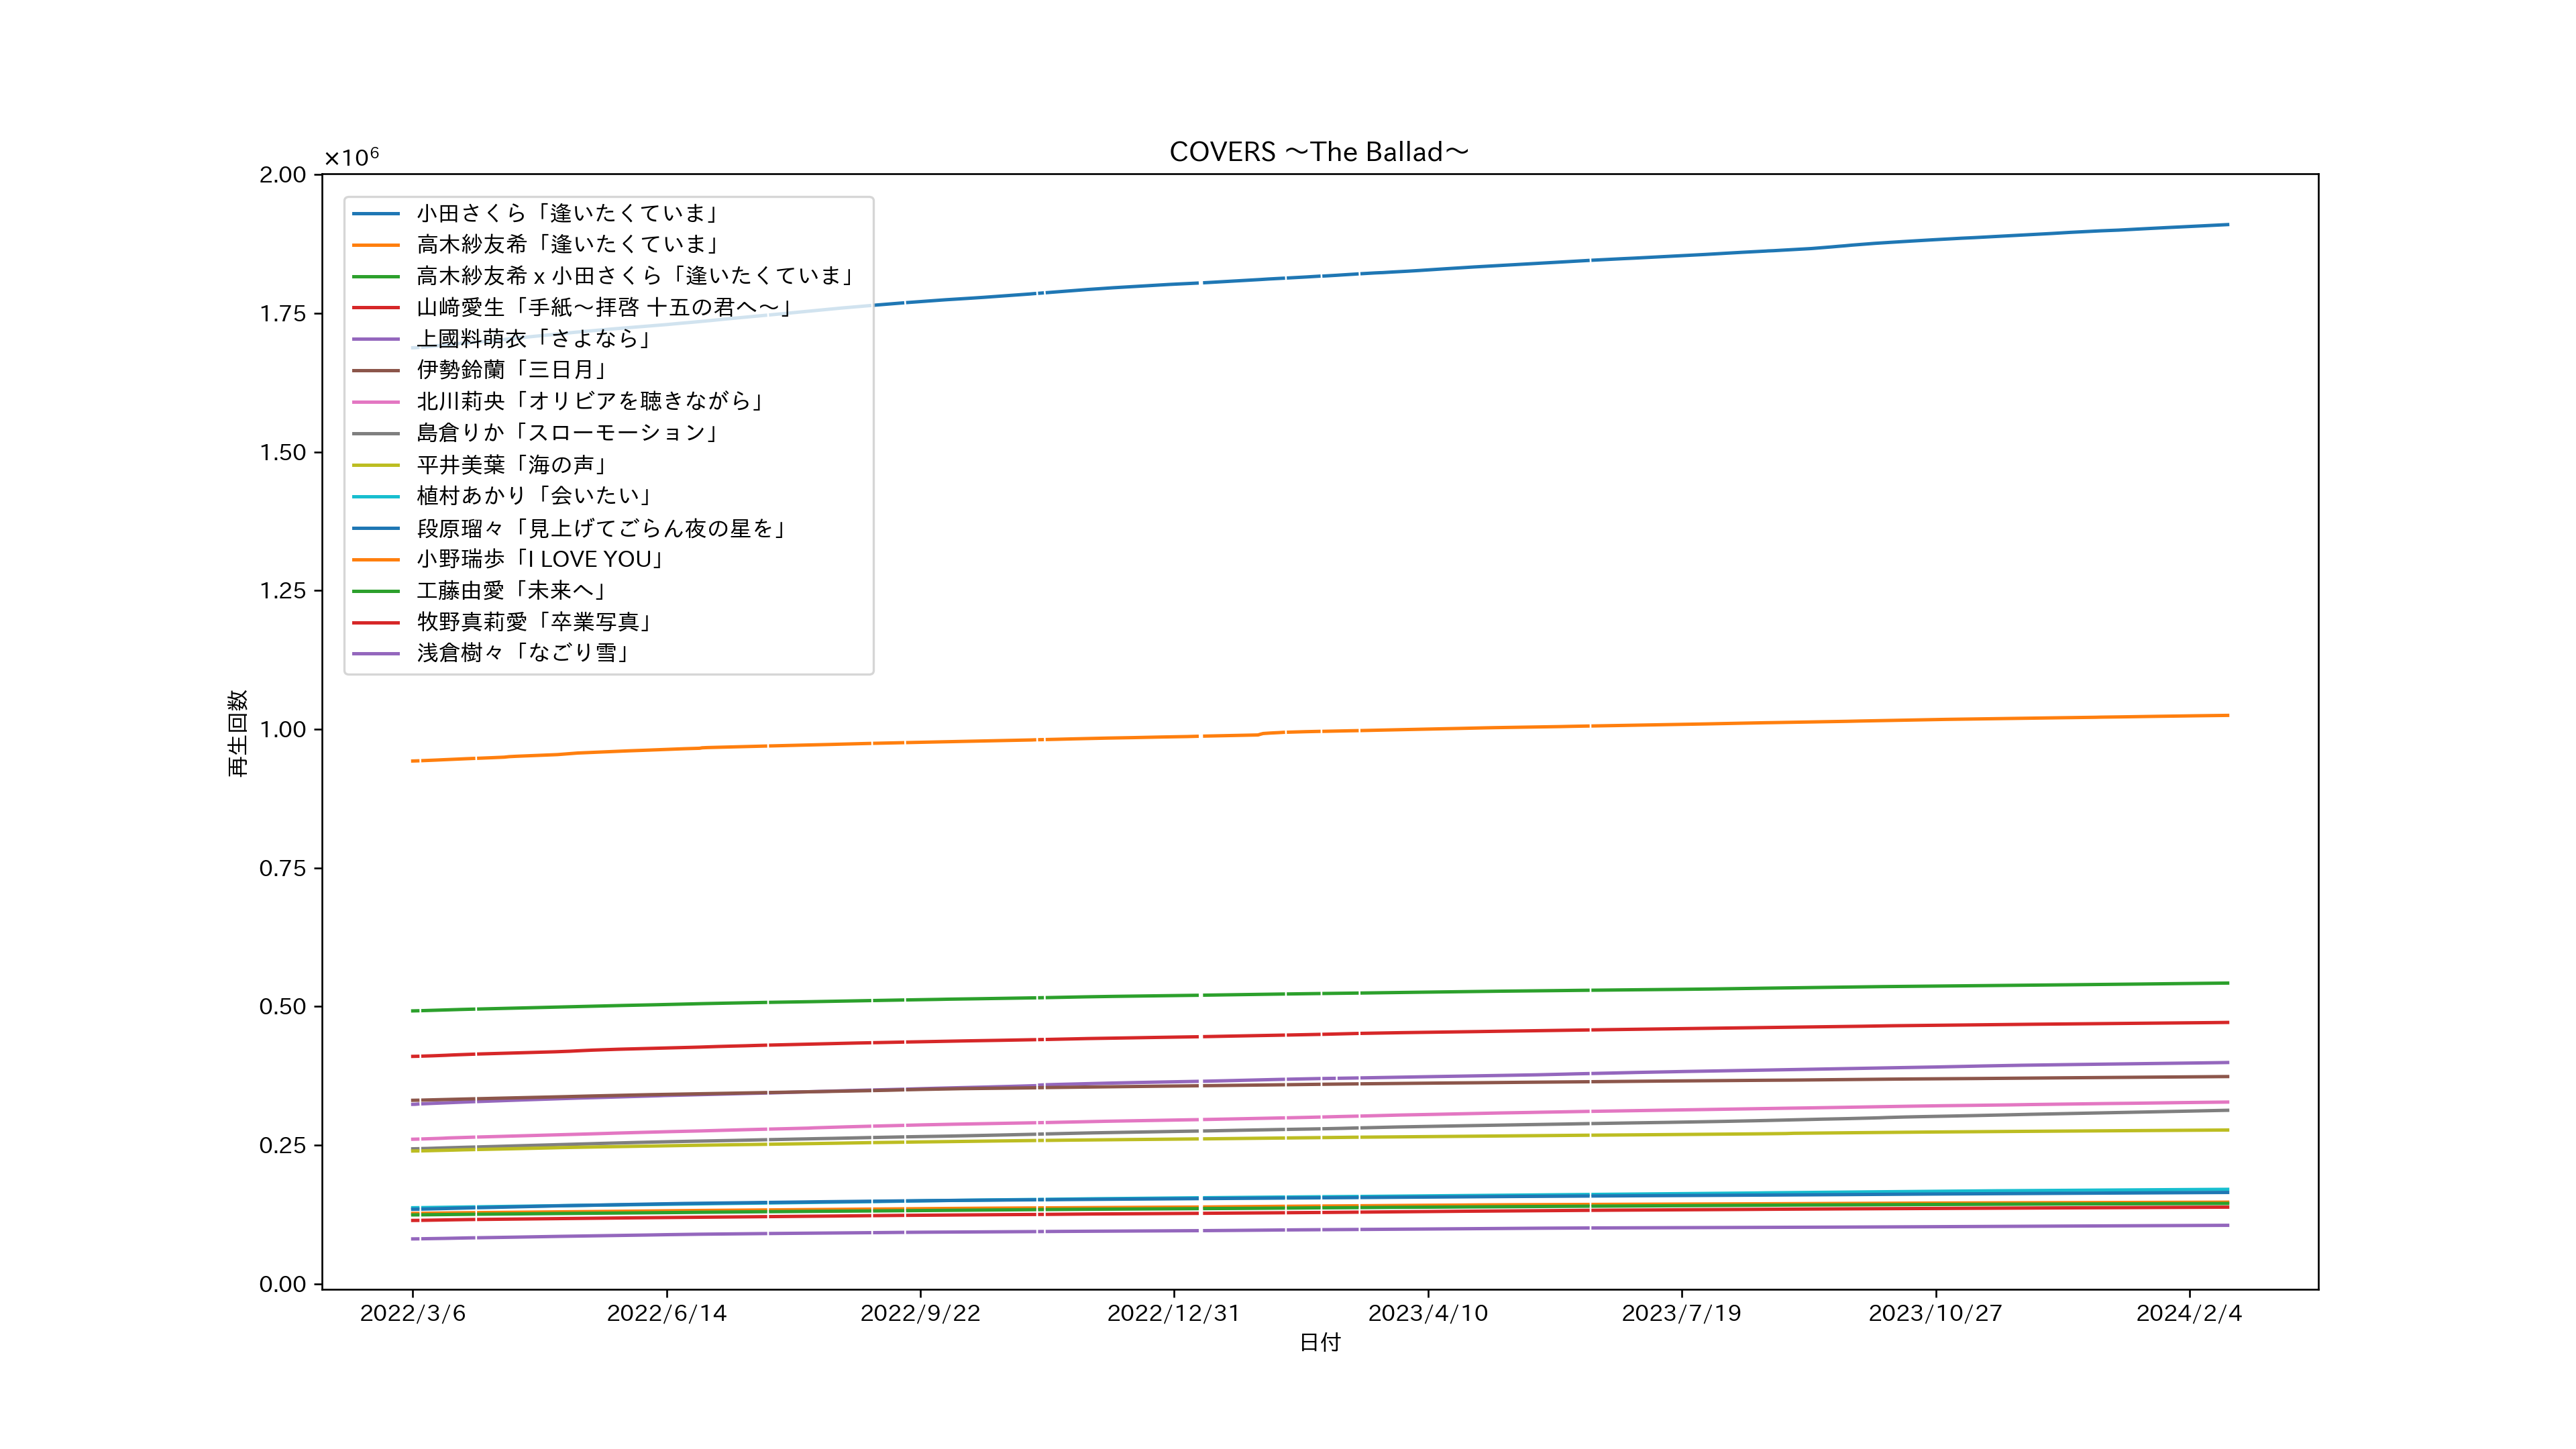 COVERS ～The Ballad～
×10⁶
2.00
1.75
1.50
1.25
1.00
0.75
0.50
0.25
0.00
再生回数
小田さくら「逢いたくていま」
高木紗友希「逢いたくていま」
高木紗友希 x 小田さくら「逢いたくていま」
山﨑愛生「手紙～拝啓 十五の君へ～」
上國料萌衣「さよなら」
伊勢鈴蘭「三日月」
北川莉央「オリビアを聴きながら」
島倉りか「スローモーション」
平井美葉「海の声」
植村あかり「会いたい」
段原瑠々「見上げてごらん夜の星を」
小野瑞歩「I LOVE YOU」
工藤由愛「未来へ」
牧野真莉愛「卒業写真」
浅倉樹々「なごり雪」
2022/3/6 2022/6/14 2022/9/22 2022/12/31 2023/4/10 2023/7/19 2023/10/27 2024/2/4
日付